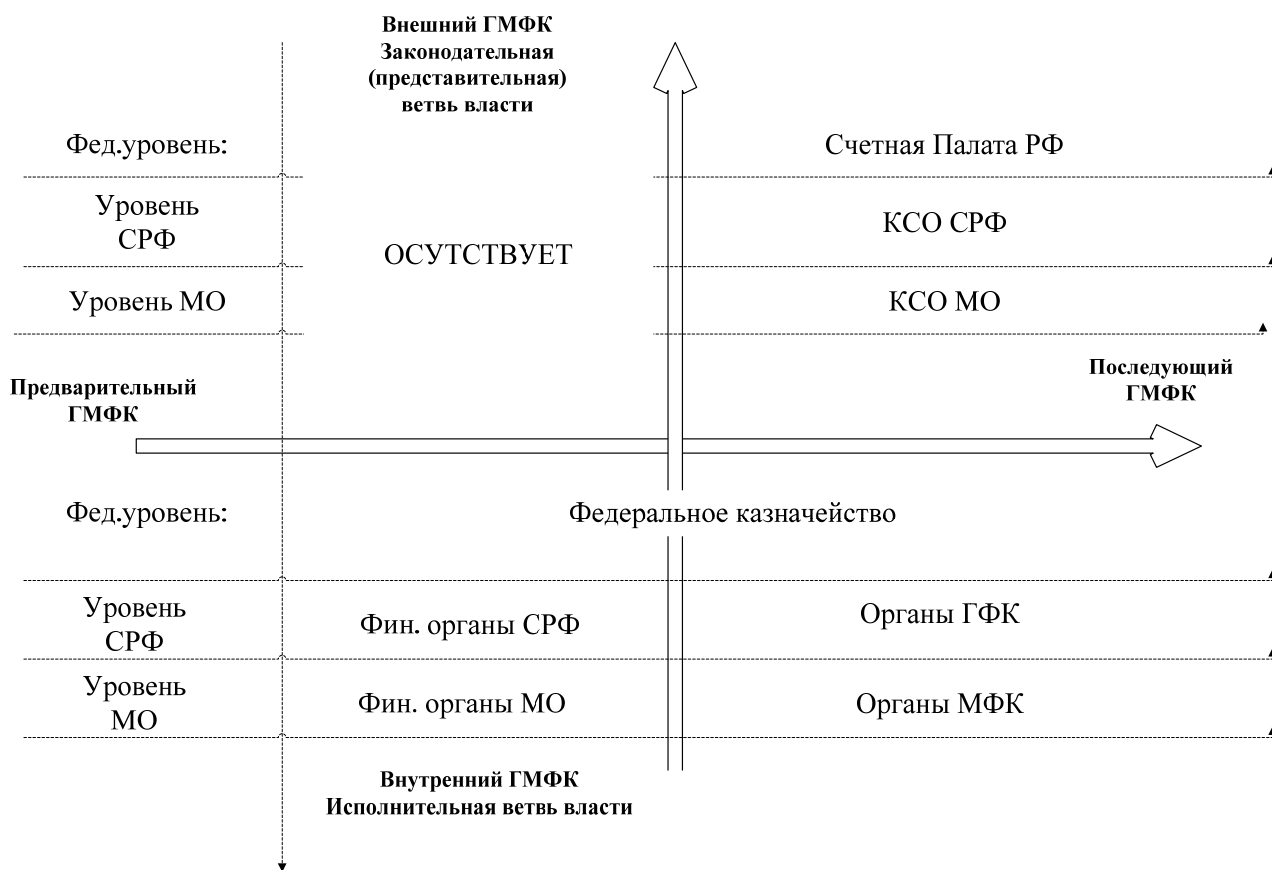 Внешний ГМФК
Законодательная
(представительная)
ветвь власти
Фед.уровень:
Счетная Палата РФ
Уровень
СРФ
ОСУТСТВУЕТ
КСО СРФ
Уровень МО
КСО МО
Предварительный
ГМФК
Последующий
ГМФК
Фед.уровень:
Федеральное казначейство
Уровень
СРФ
Фин. органы СРФ
Органы ГФК
Уровень
МО
Фин. органы МО
Органы МФК
Внутренний ГМФК
Исполнительная ветвь власти